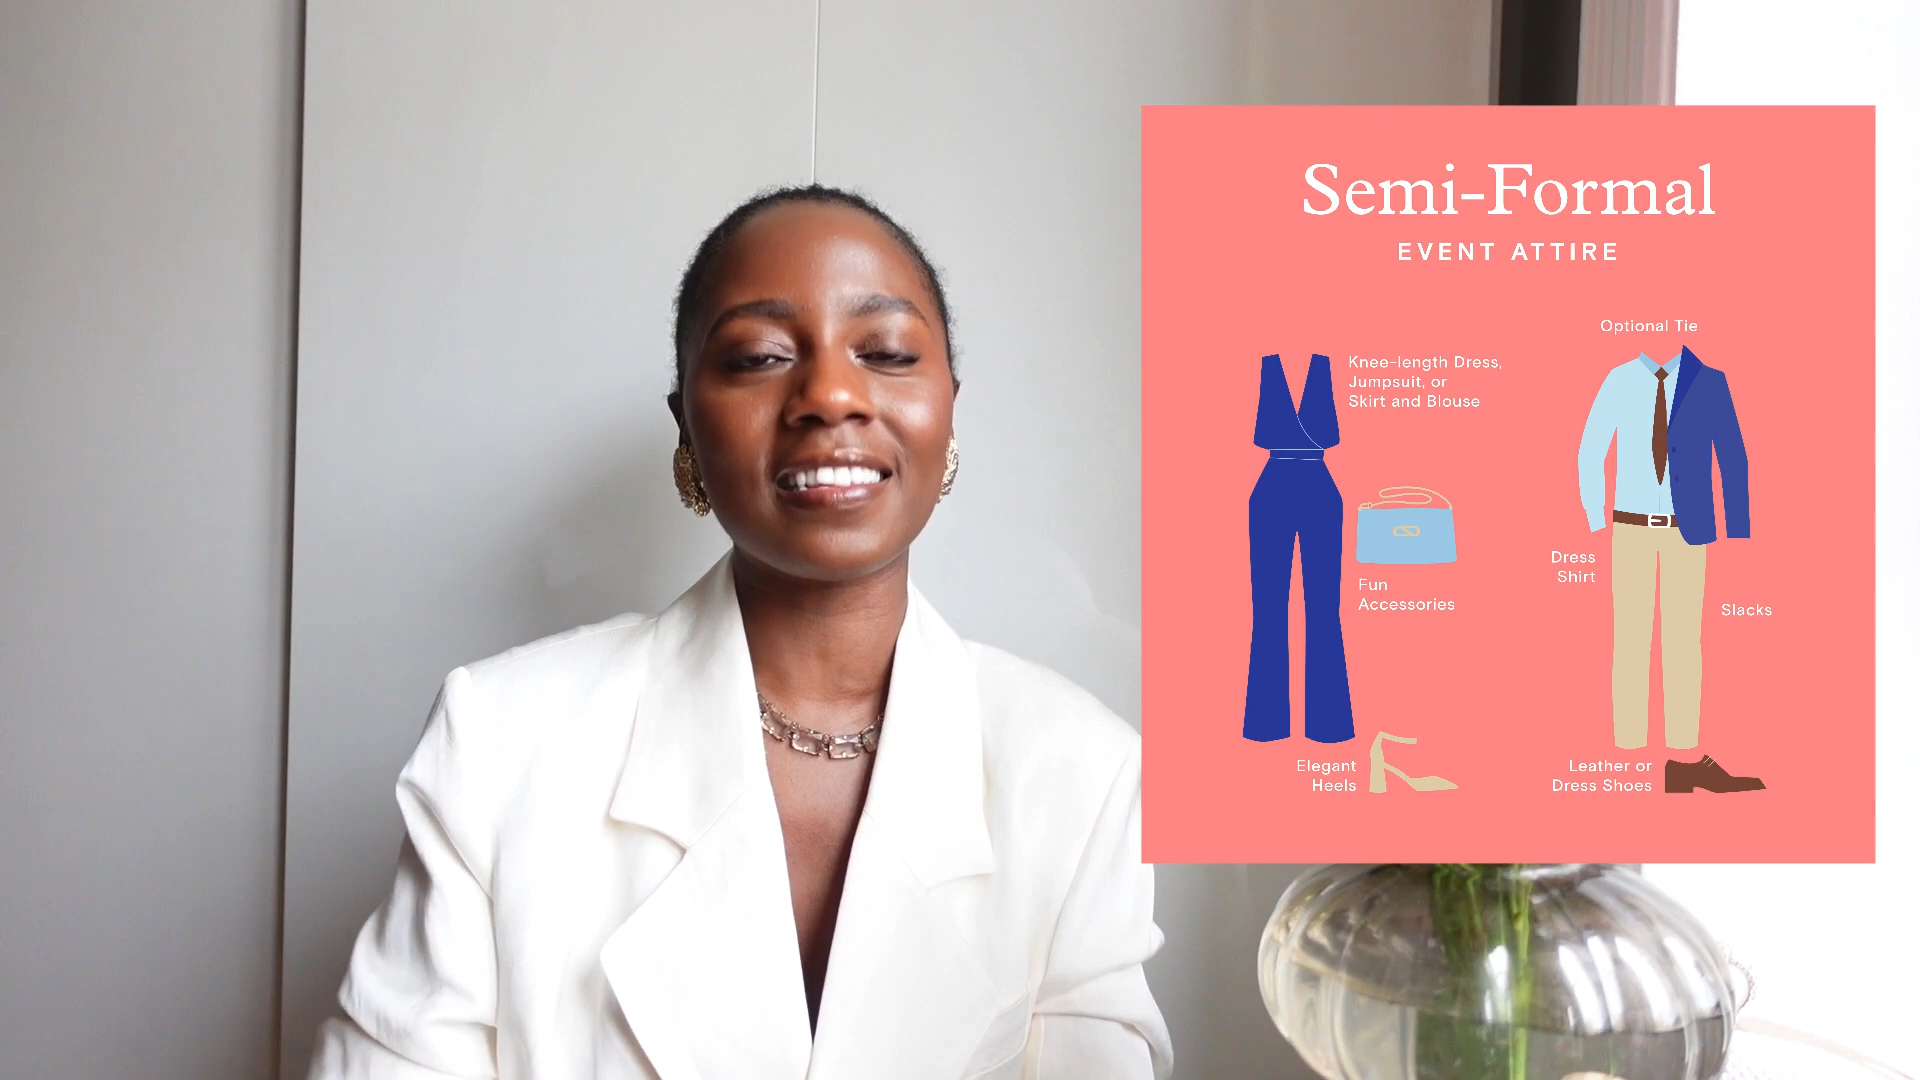 Semi-Formal
EVENT ATTIRE
Knee-length Dress,
Jumpsuit, or
Skirt and Blouse
Fun
Accessories
Elegant
Heels
Optional Tie
Dress
Shirt
Slacks
Leather or
Dress Shoes